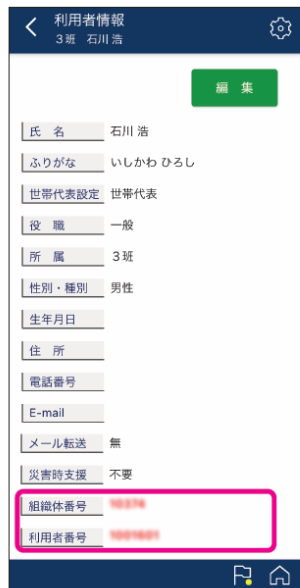 利用者情報
3班 石川 浩
編 集
氏 名 石川 浩
ふりがな いしかわ ひろし
世帯代表設定 世帯代表
役 職 一般
所 属 3班
性別・種別 男性
生年月日
住 所
電話番号
E-mail
メール転送 無
災害時支援 不要
組織体番号
利用者番号